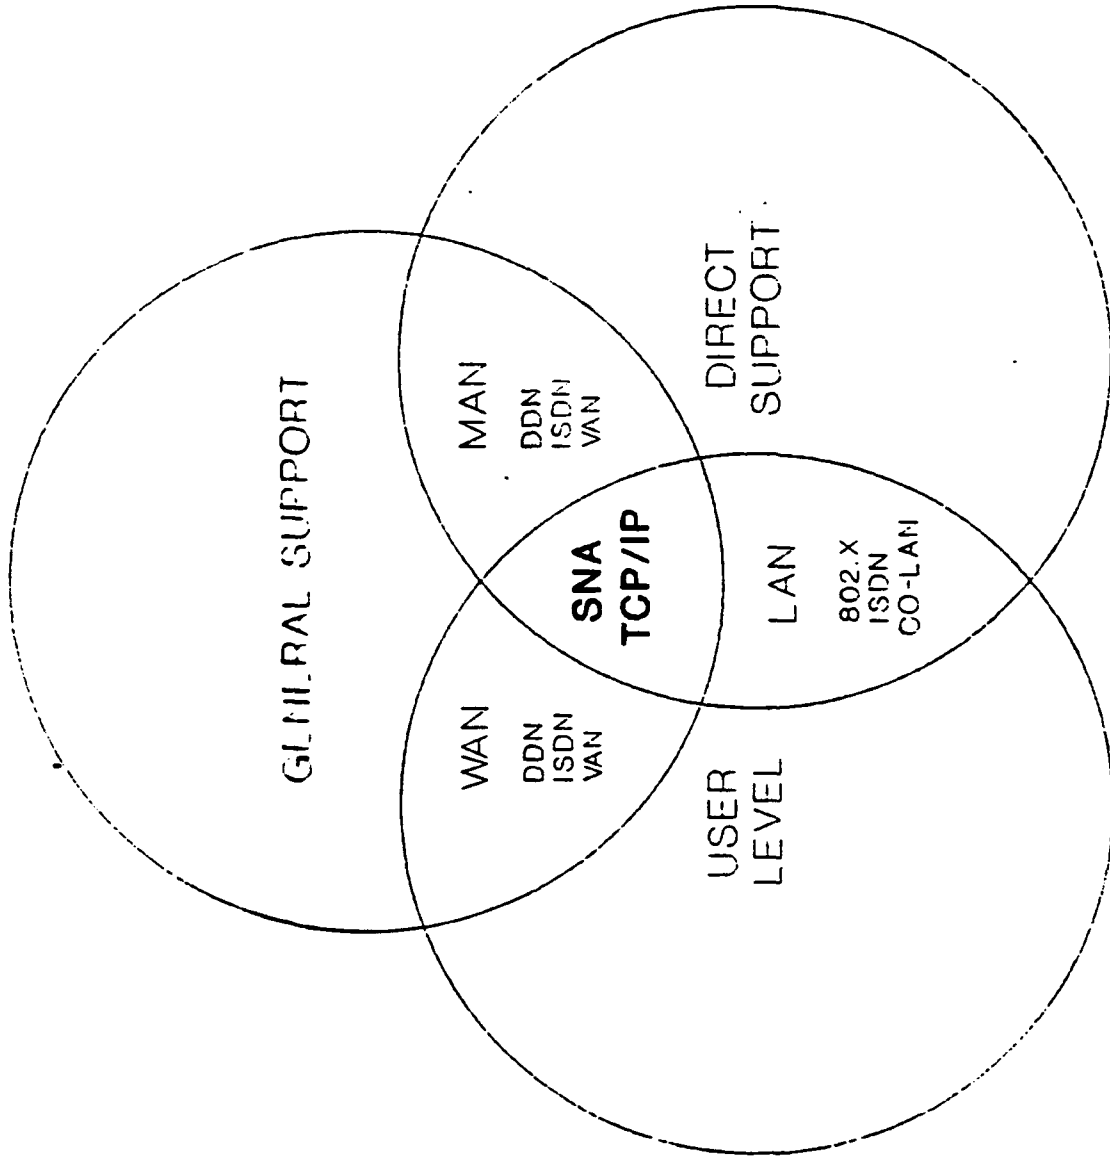 GENERAL SUPPORT
WAN
DDN
ISDN
VAN
MAN
DDN
ISDN
VAN
SNA
TCP/IP
USER
LEVEL
LAN
802.X
ISDN
CO-LAN
DIRECT
SUPPORT